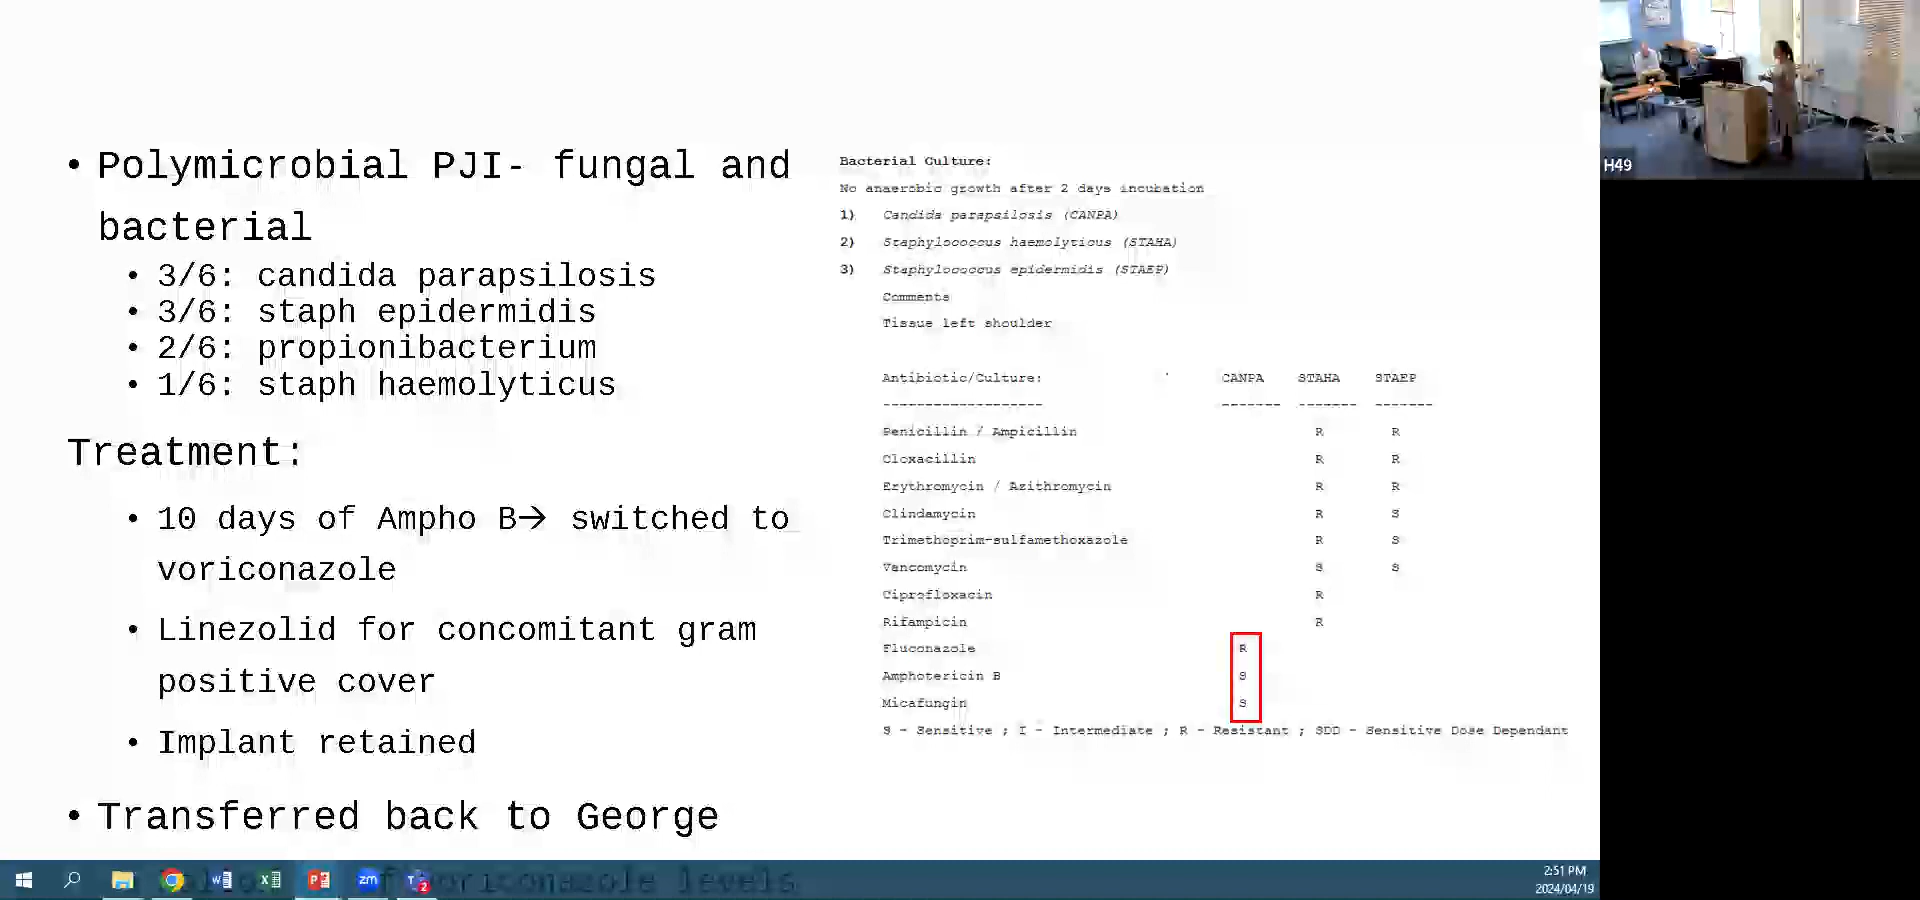 • Polymicrobial PJI- fungal and
bacterial
• 3/6: candida parapsilosis
• 3/6: staph epidermidis
• 2/6: propionibacterium
• 1/6: staph haemolyticus
Treatment:
• 10 days of Ampho B→ switched to
voriconazole
• Linezolid for concomitant gram
positive cover
• Implant retained
• Transferred back to George
voriconazole levels
Bacterial Culture:
No anaerobic growth after 2 days incubation
1) Candida parapsilosis (CANPA)
2) Staphylococcus haemolyticus (STAHA)
3) Staphylococcus epidermidis (STAEP)
Comments
Tissue left shoulder
Antibiotic/Culture: CANPA STAHA STAEP
------------------- ------- ------- -------
Penicillin / Ampicillin R R
Cloxacillin R R
Erythromycin / Azithromycin R R
Clindamycin R S
Trimethoprim-sulfamethoxazole R S
Vancomycin S S
Ciprofloxacin R
Rifampicin R
Fluconazole R
Amphotericin B S
Micafungin S
S - Sensitive ; I - Intermediate ; R - Resistant ; SDD - Sensitive Dose Dependant
H49
zm
2
2:51 PM
2024/04/19